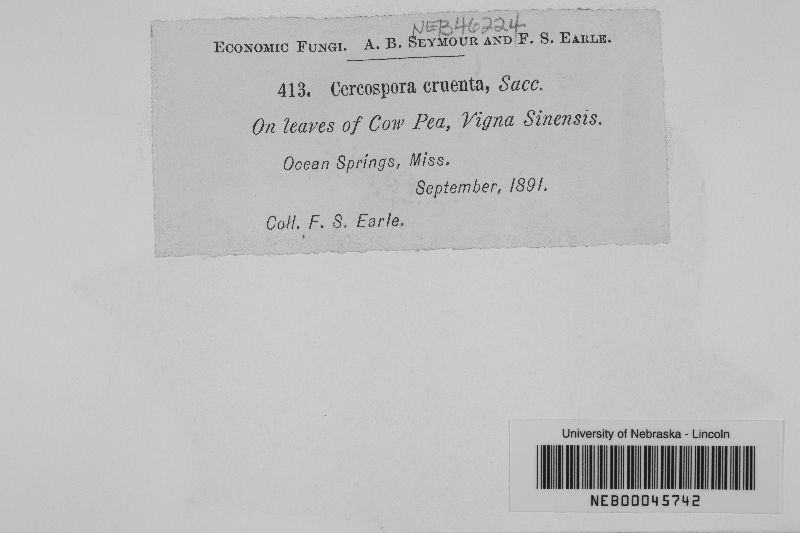 NEB46224
ECONOMIC FUNGI. A. B. SEYMOUR AND F. S. EARLE.
413. Cercospora cruenta, Sacc.
On leaves of Cow Pea, Vigna Sinensis.
Ocean Springs, Miss.
September, 1891.
Coll. F. S. Earle.
University of Nebraska - Lincoln
NEB00045742